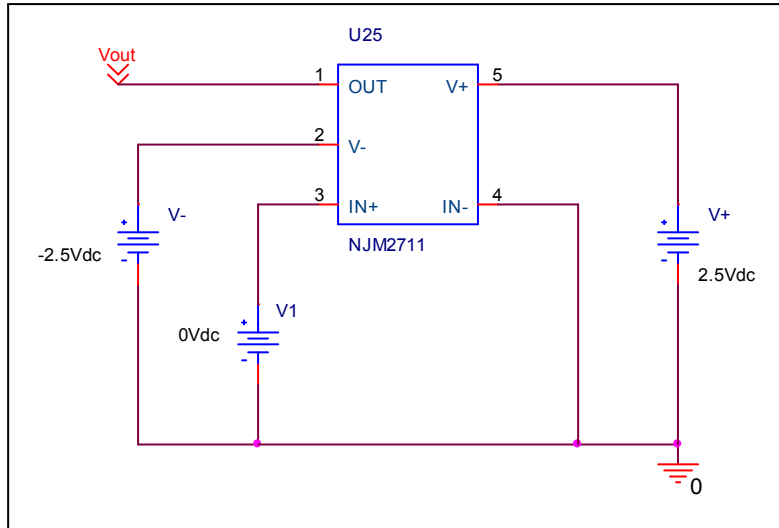 U25
Vout
1
OUT
V+
5
2
V-
3
IN+
IN-
4
NJM2711
+
V-
-
-2.5Vdc
+
V1
-
0Vdc
+
V+
-
2.5Vdc
0